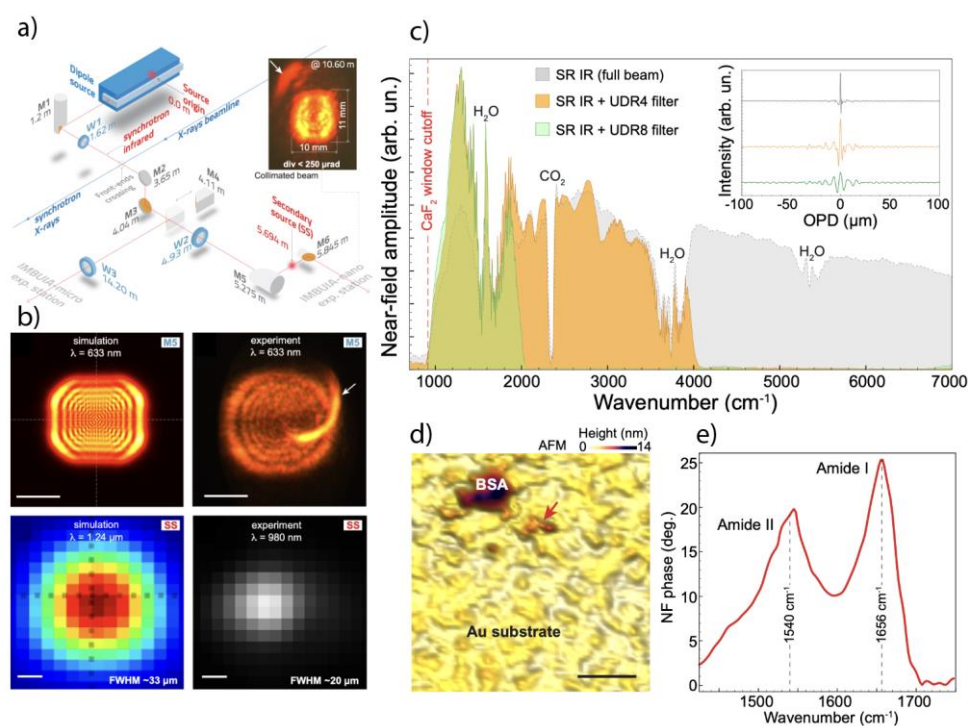 a)
Dipole
source
M1
1.2 m
W1
1.62 m
0.0 m
Source
origin
synchrotron
infrared
X-rays beamline
@ 10.60 m
11 mm
10 mm
div < 250 µrad
Collimated beam
M2
3.65 m
Front-ends
M3
4.04 m
M4
4.11 m
synchrotron
X-rays
W2
4.93 m
Secondary
source (SS)
5.694 m
M6
5.845 m
M5
5.275 m
W3
14.20 m
IMBUIA-micro
exp. station
IMBUIA-nano
exp. station
b)
simulation
λ = 633 nm
M5
experiment
λ = 633 nm
M5
simulation
λ = 1.24 µm
SS
FWHM ~33 µm
experiment
λ = 980 nm
SS
FWHM ~20 µm
c)
Near-field amplitude (arb. un.)
CaF2 window cutoff
SR IR (full beam)
SR IR + UDR4 filter
SR IR + UDR8 filter
H2O
CO2
H2O
H2O
Intensity (arb. un.)
-100 -50 0 50 100
OPD (µm)
1000 2000 3000 4000 5000 6000 7000
Wavenumber (cm-1)
d)
AFM
Height (nm)
0 14
BSA
Au substrate
e)
NF phase (deg.)
25
20
15
10
5
0
Amide I
Amide II
1540 cm-1
1656 cm-1
1500 1600 1700
Wavenumber (cm-1)